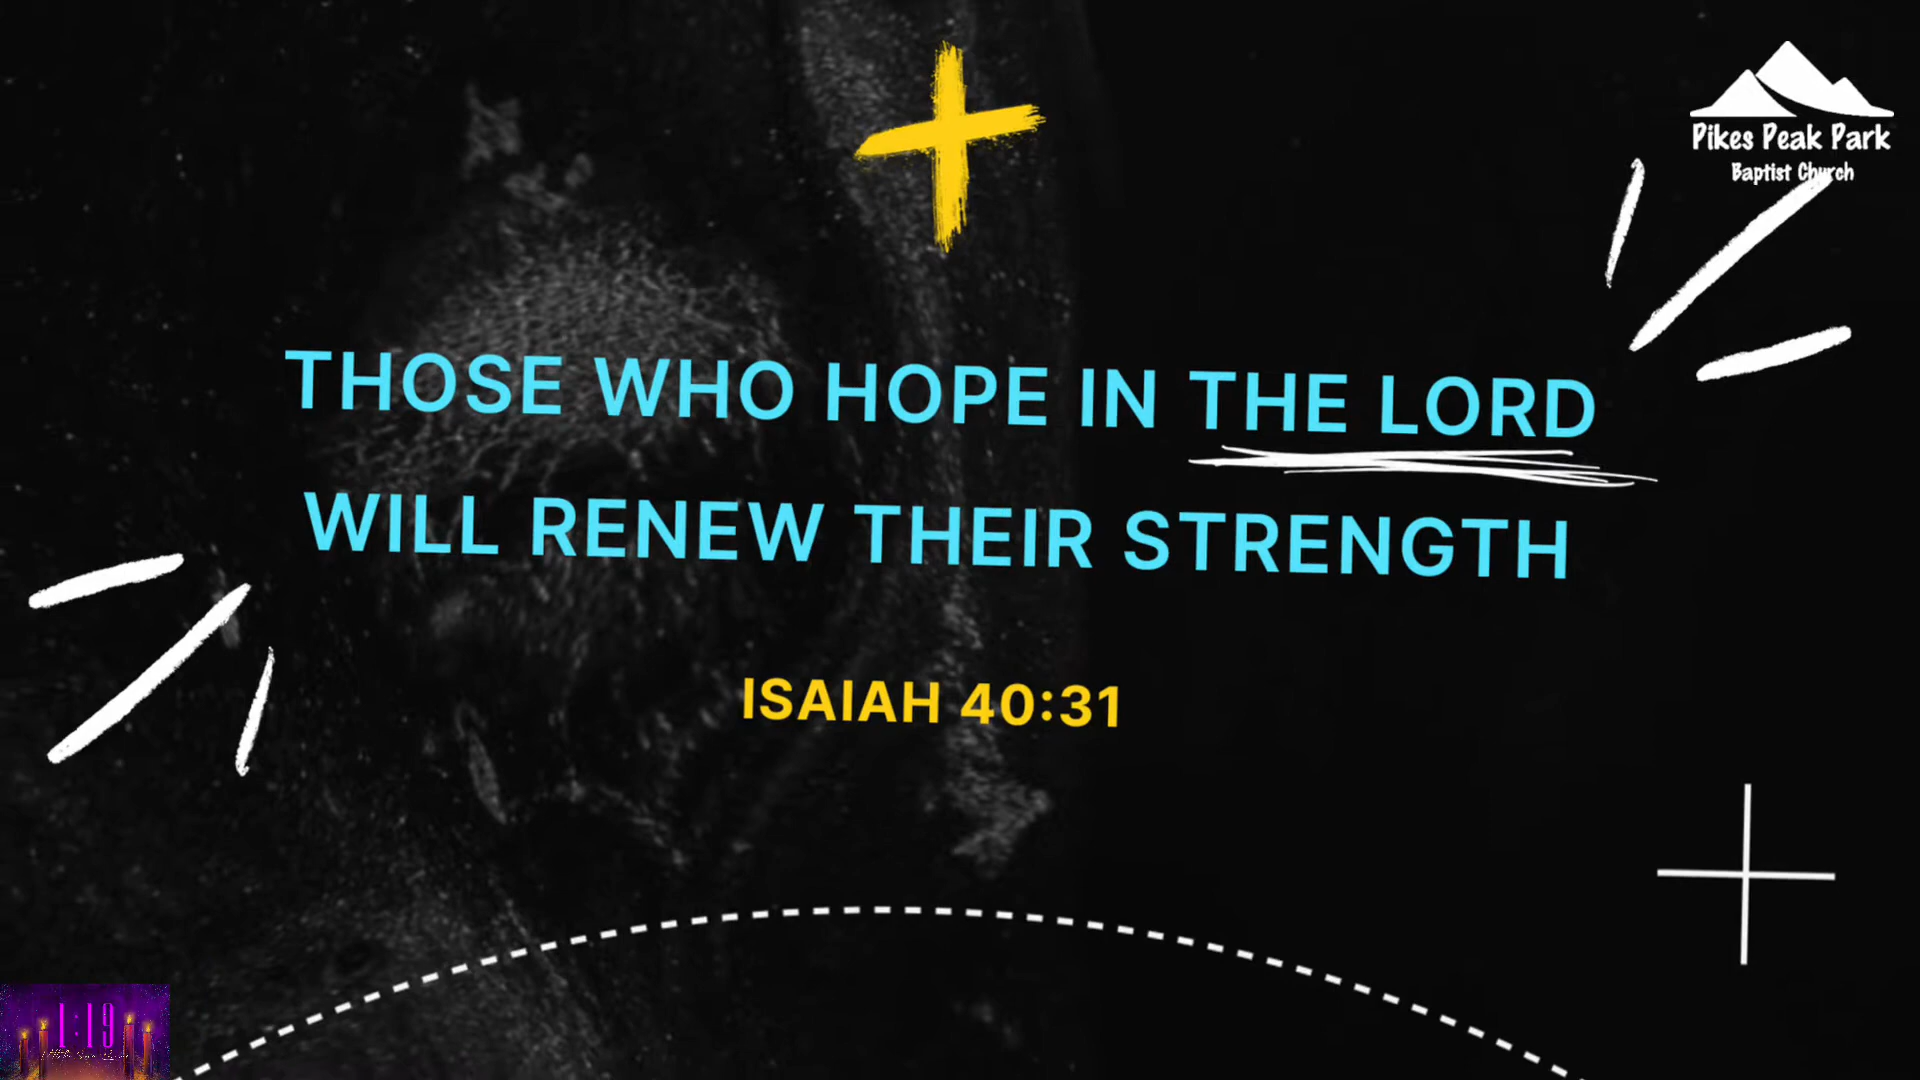 Pikes Peak Park
Baptist Church
THOSE WHO HOPE IN THE LORD
WILL RENEW THEIR STRENGTH
ISAIAH 40:31
1:19